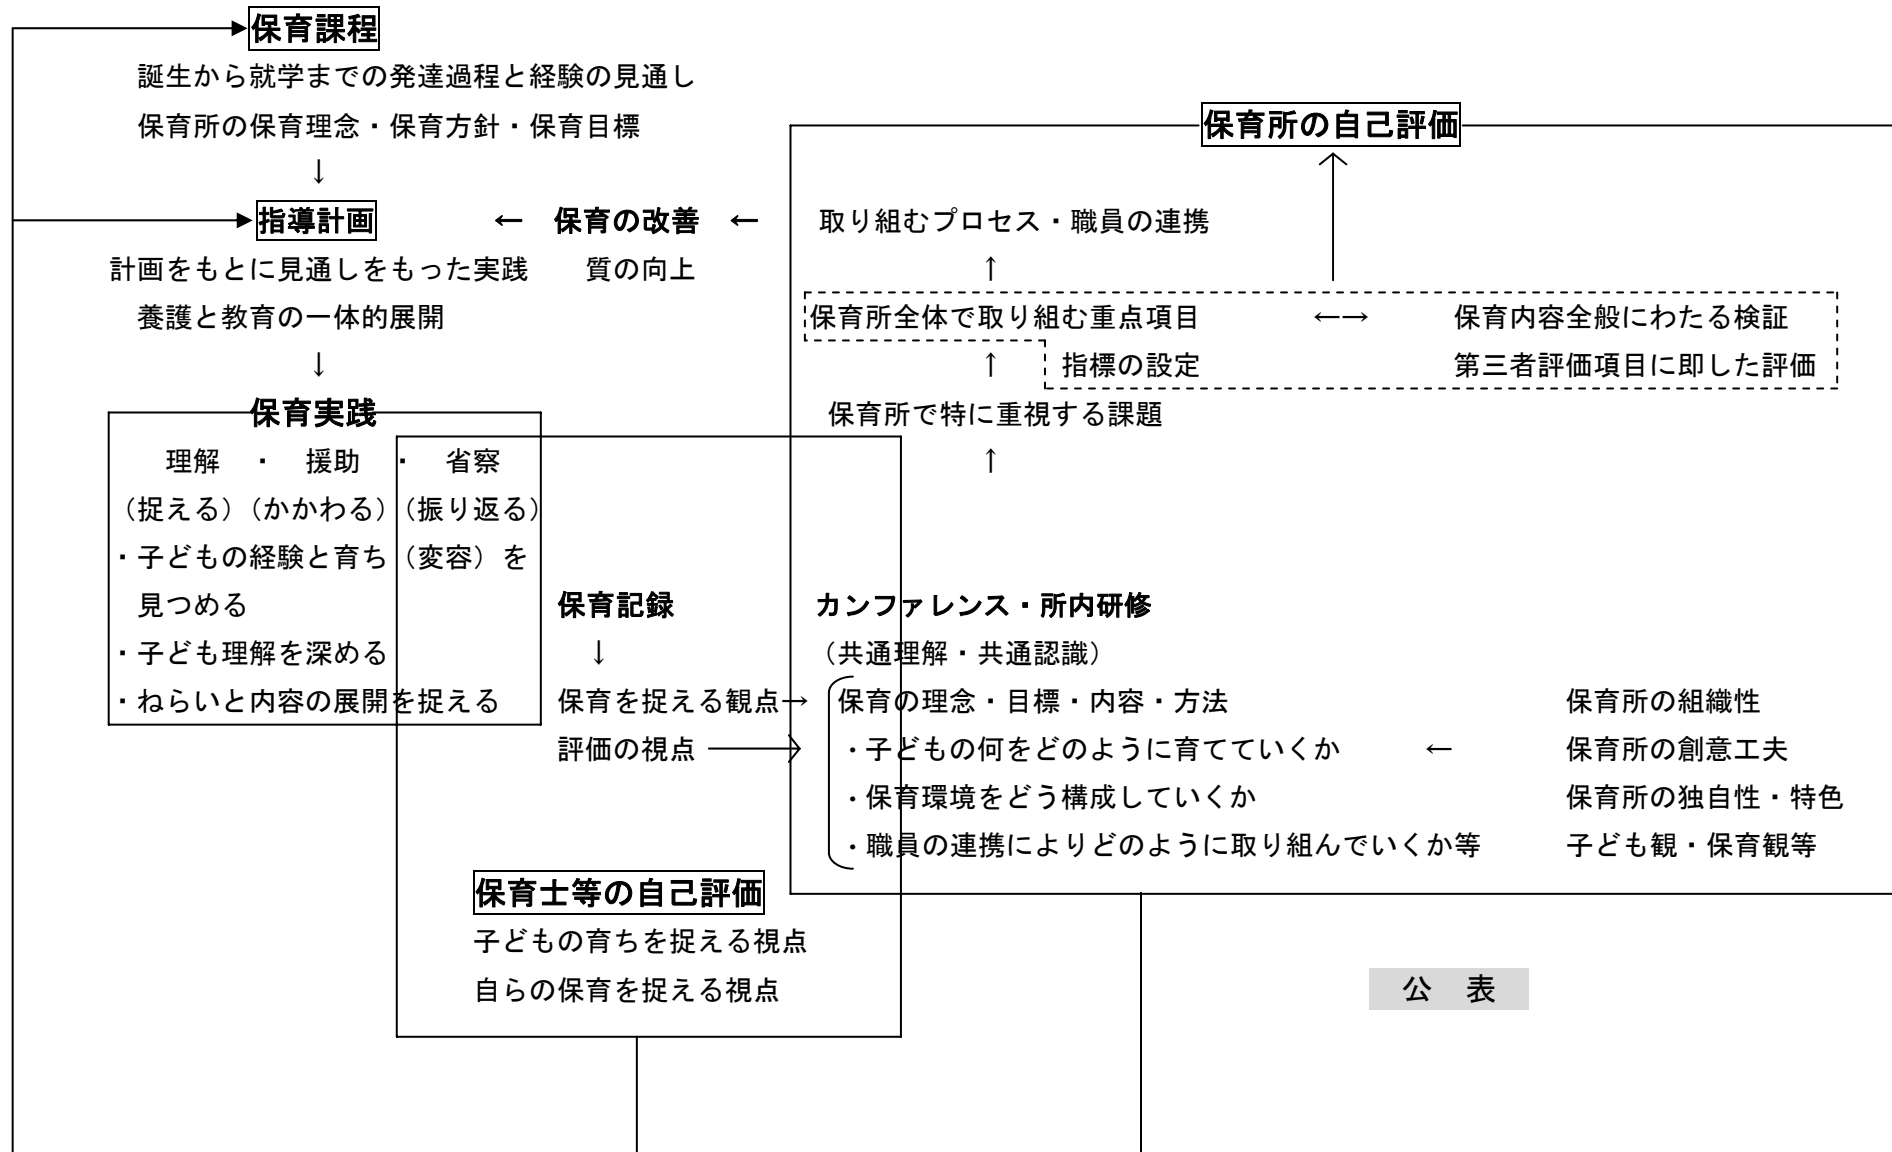 保育課程
誕生から就学までの発達過程と経験の見通し
保育所の保育理念・保育方針・保育目標
↓
指導計画 ← 保育の改善 ←
計画をもとに見通しをもった実践 質の向上
養護と教育の一体的展開
↓
保育実践
理解 ・ 援助 ・ 省察
（捉える）（かかわる）（振り返る）
・子どもの経験と育ち（変容）を
見つめる
・子ども理解を深める
・ねらいと内容の展開を捉える
保育記録
↓
保育を捉える観点→
評価の視点
保育士等の自己評価
子どもの育ちを捉える視点
自らの保育を捉える視点
保育所の自己評価
取り組むプロセス・職員の連携
↑
保育所全体で取り組む重点項目 ←→ 保育内容全般にわたる検証
↑ 指標の設定 第三者評価項目に即した評価
保育所で特に重視する課題
↑
カンファレンス・所内研修
（共通理解・共通認識）
保育の理念・目標・内容・方法 保育所の組織性
・子どもの何をどのように育てていくか ← 保育所の創意工夫
・保育環境をどう構成していくか 保育所の独自性・特色
・職員の連携によりどのように取り組んでいくか等 子ども観・保育観等
公 表